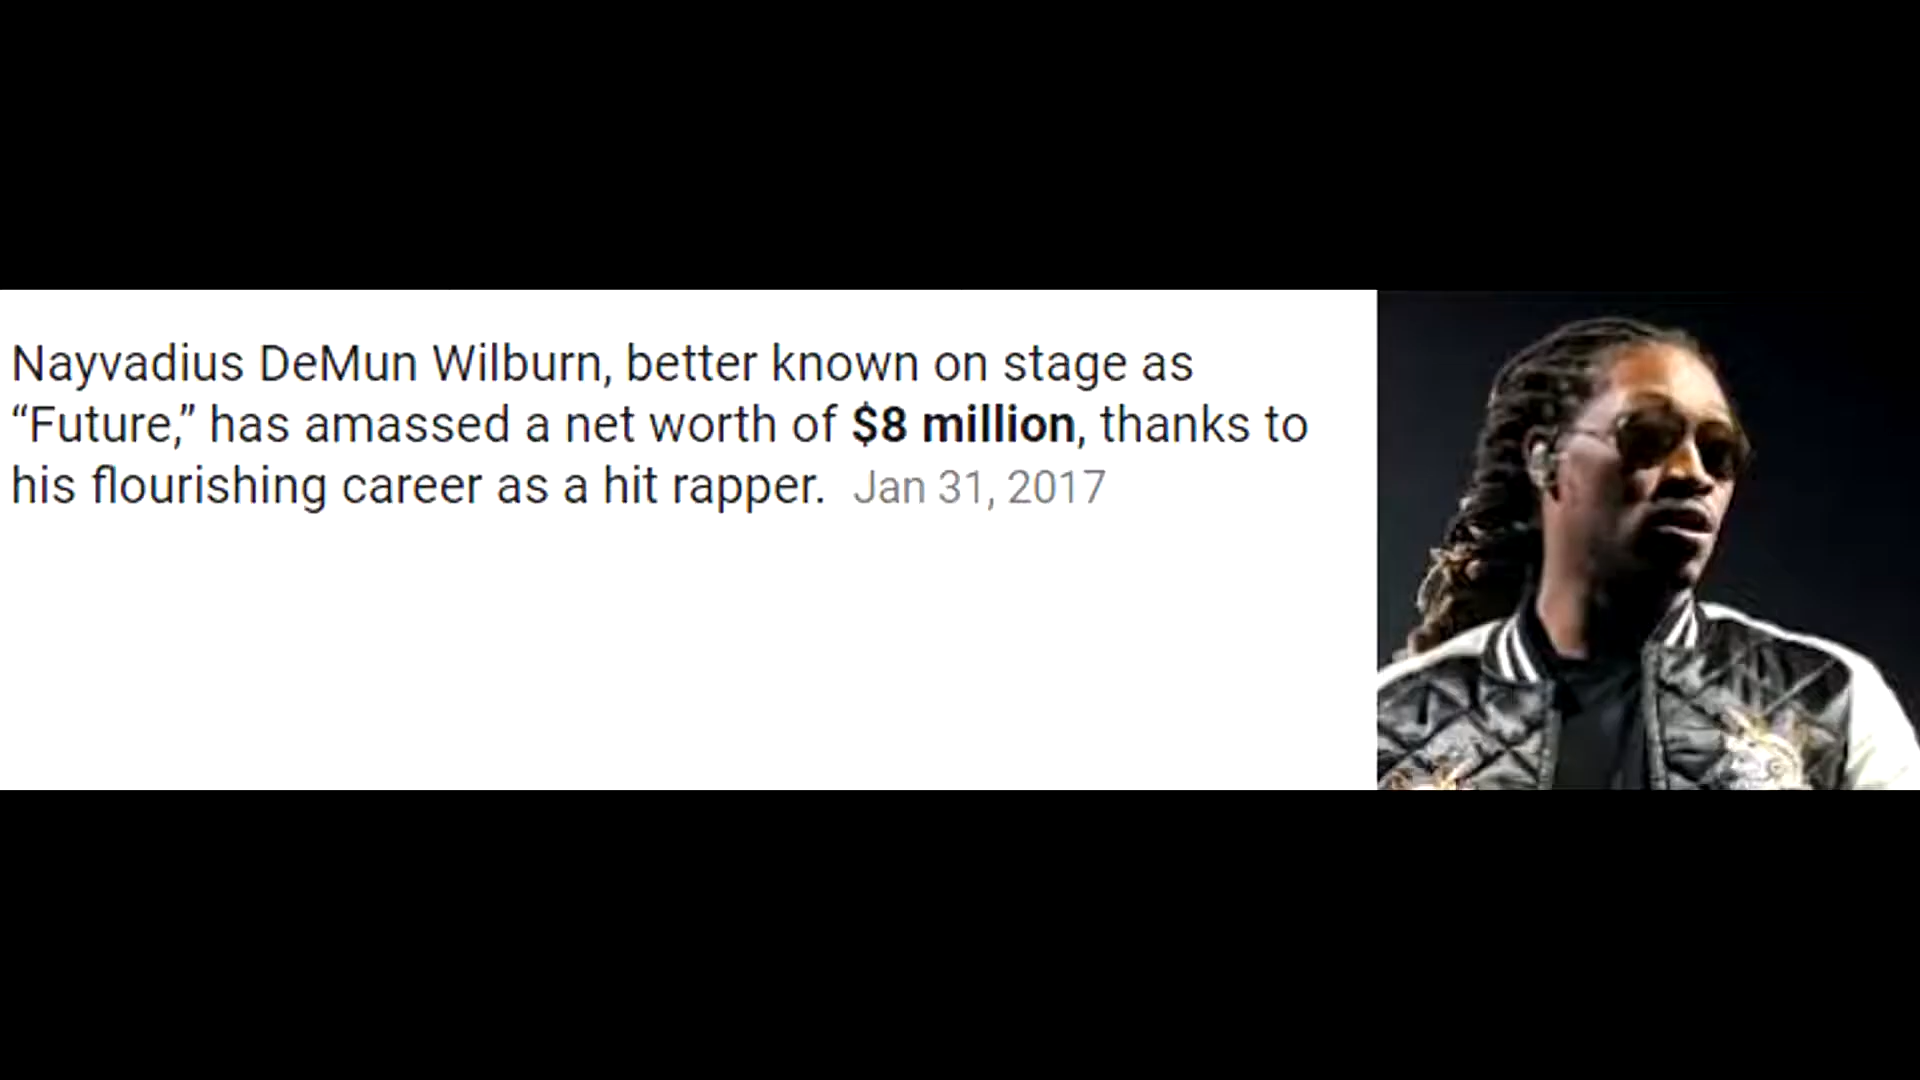 Nayvadius DeMun Wilburn, better known on stage as
“Future,” has amassed a net worth of $8 million, thanks to
his flourishing career as a hit rapper. Jan 31, 2017